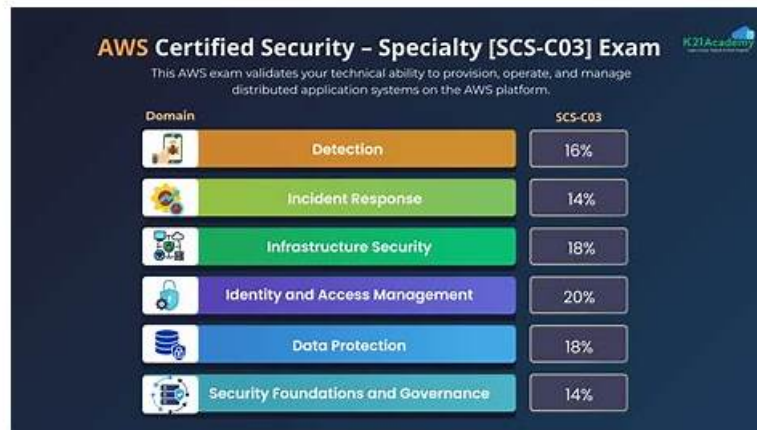 AWS Certified Security – Specialty [SCS-C03] Exam
K21Academy
This AWS exam validates your technical ability to provision, operate, and manage
distributed application systems on the AWS platform.
Domain
SCS-C03
Detection
16%
Incident Response
14%
Infrastructure Security
18%
Identity and Access Management
20%
Data Protection
18%
Security Foundations and Governance
14%